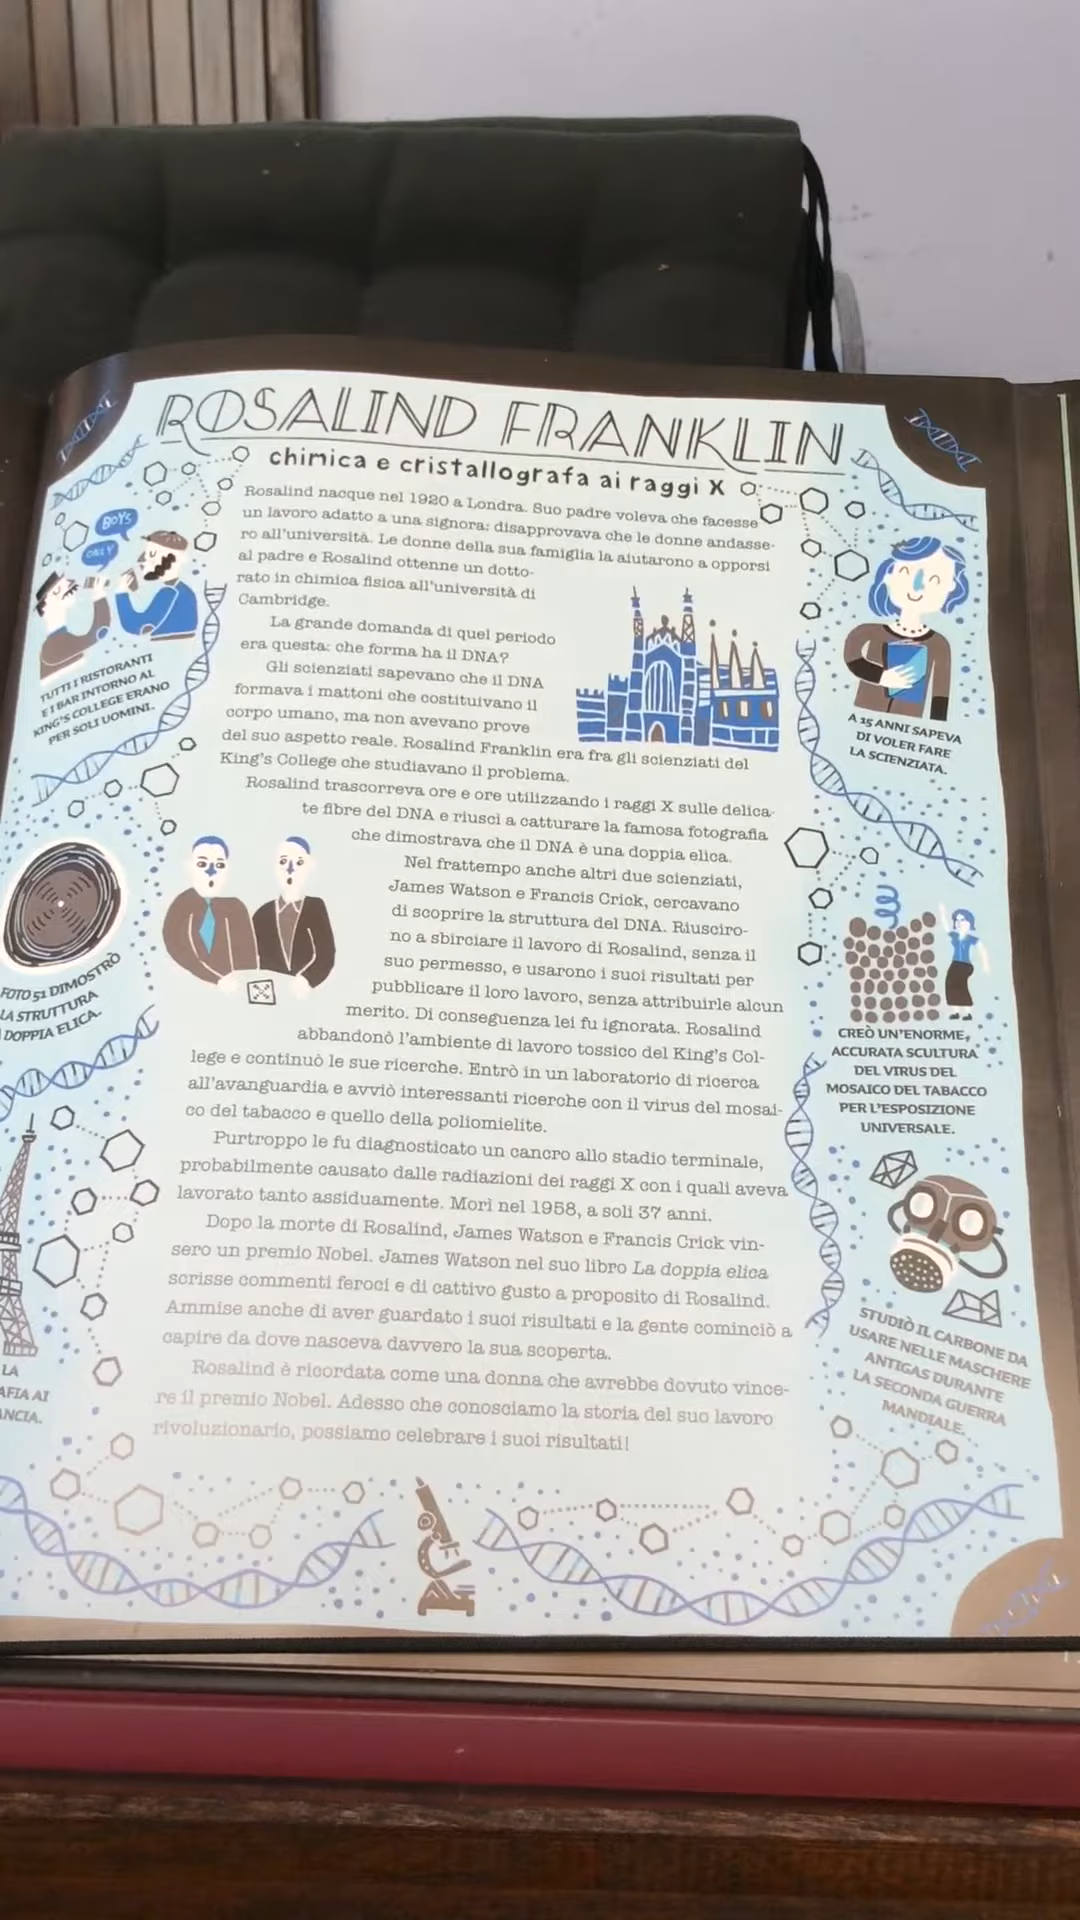 ROSALIND FRANKLIN
chimica e cristallografa ai raggi X
Rosalind nacque nel 1920 a Londra. Suo padre voleva che facesse
un lavoro adatto a una signora: disapprovava che le donne andasse-
ro all'università. Le donne della sua famiglia la aiutarono a opporsi
al padre e Rosalind ottenne un dotto-
rato in chimica fisica all'università di
Cambridge.
La grande domanda di quel periodo
era questa: che forma ha il DNA?
Gli scienziati sapevano che il DNA
formava i mattoni che costituivano il
corpo umano, ma non avevano prove
del suo aspetto reale. Rosalind Franklin era fra gli scienziati del
King's College che studiavano il problema.
Rosalind trascorreva ore e ore utilizzando i raggi X sulle delica-
te fibre del DNA e riuscì a catturare la famosa fotografia
che dimostrava che il DNA è una doppia elica.
Nel frattempo anche altri due scienziati,
James Watson e Francis Crick, cercavano
di scoprire la struttura del DNA. Riusciro-
no a sbirciare il lavoro di Rosalind, senza il
suo permesso, e usarono i suoi risultati per
pubblicare il loro lavoro, senza attribuirle alcun
merito. Di conseguenza lei fu ignorata. Rosalind
abbandonò l'ambiente di lavoro tossico del King's Col-
lege e continuò le sue ricerche. Entrò in un laboratorio di ricerca
all'avanguardia e avviò interessanti ricerche con il virus del mosai-
co del tabacco e quello della poliomielite.
Purtroppo le fu diagnosticato un cancro allo stadio terminale,
probabilmente causato dalle radiazioni dei raggi X con i quali aveva
lavorato tanto assiduamente. Morì nel 1958, a soli 37 anni.
Dopo la morte di Rosalind, James Watson e Francis Crick vin-
sero un premio Nobel. James Watson nel suo libro La doppia elica
scrisse commenti feroci e di cattivo gusto a proposito di Rosalind.
Ammise anche di aver guardato i suoi risultati e la gente cominciò a
capire da dove nasceva davvero la sua scoperta.
Rosalind è ricordata come una donna che avrebbe dovuto vince-
re il premio Nobel. Adesso che conosciamo la storia del suo lavoro
rivoluzionario, possiamo celebrare i suoi risultati!
BOYS
ONLY
TUTTI I RISTORANTI
E I BAR INTORNO AL
KING'S COLLEGE ERANO
PER SOLI UOMINI.
FOTO 51 DIMOSTRÒ
LA STRUTTURA
DOPPIA ELICA.
LA
AFIA AI
ANCIA.
A 15 ANNI SAPEVA
DI VOLER FARE
LA SCIENZIATA.
CREÒ UN'ENORME,
ACCURATA SCULTURA
DEL VIRUS DEL
MOSAICO DEL TABACCO
PER L'ESPOSIZIONE
UNIVERSALE.
STUDIÒ IL CARBONE DA
USARE NELLE MASCHERE
ANTIGAS DURANTE
LA SECONDA GUERRA
MONDIALE.